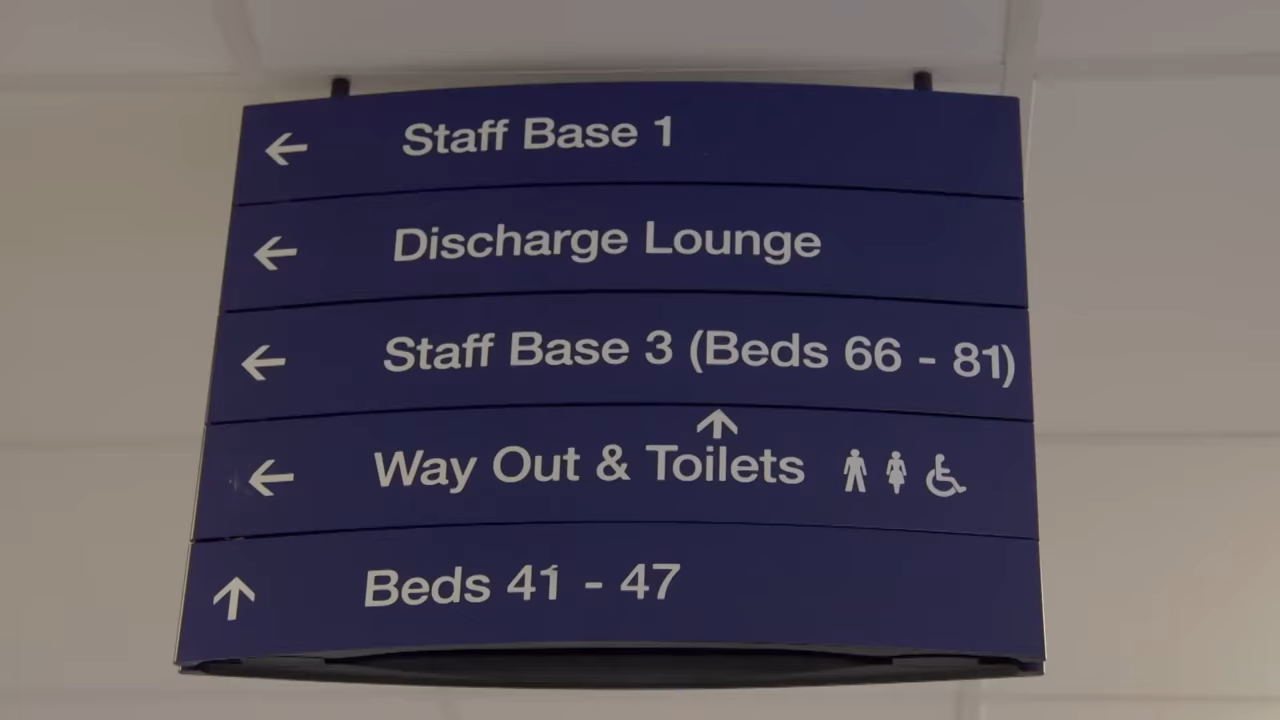 ← Staff Base 1
← Discharge Lounge
← Staff Base 3 (Beds 66 - 81)
← Way Out & Toilets ↑
↑ Beds 41 - 47